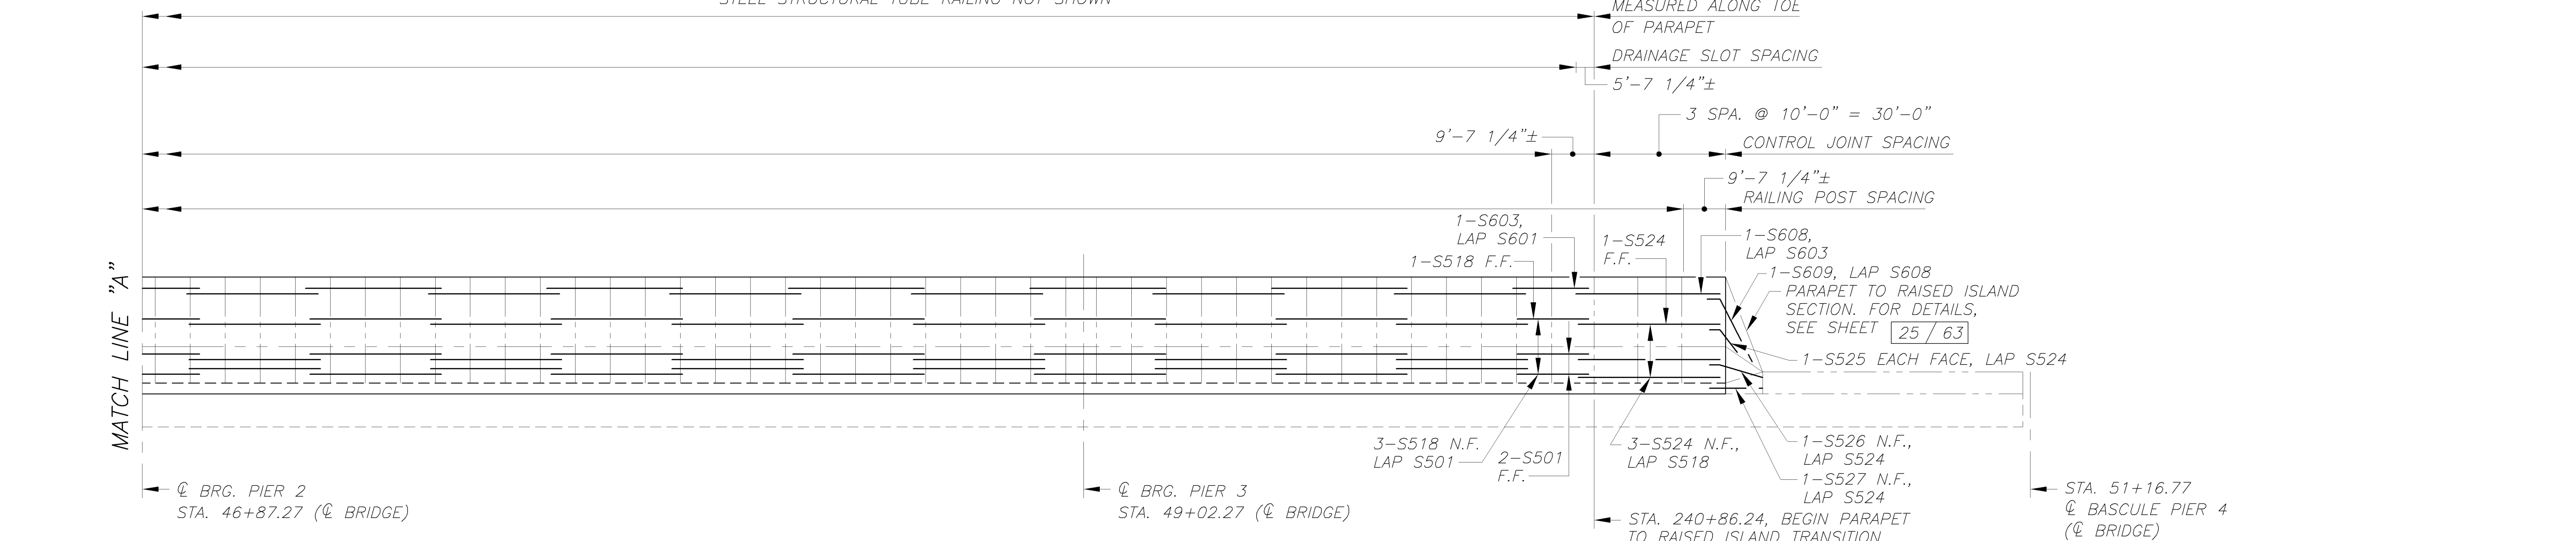 STEEL STRUCTURAL TUBE RAILING NOT SHOWN
MEASURED ALONG TOE
OF PARAPET
DRAINAGE SLOT SPACING
5'-7 1/4"±
3 SPA. @ 10'-0" = 30'-0"
9'-7 1/4"±
CONTROL JOINT SPACING
9'-7 1/4"±
RAILING POST SPACING
1-S603,
LAP S601
1-S524
F.F.
1-S608,
LAP S603
1-S518 F.F.
1-S609, LAP S608
PARAPET TO RAISED ISLAND
SECTION. FOR DETAILS,
SEE SHEET 25 / 63
1-S525 EACH FACE, LAP S524
MATCH LINE "A"
3-S518 N.F.
LAP S501
2-S501
F.F.
3-S524 N.F.,
LAP S518
1-S526 N.F.,
LAP S524
1-S527 N.F.,
LAP S524
℄ BRG. PIER 2
STA. 46+87.27 (℄ BRIDGE)
℄ BRG. PIER 3
STA. 49+02.27 (℄ BRIDGE)
STA. 240+86.24, BEGIN PARAPET
TO RAISED ISLAND TRANSITION
STA. 51+16.77
℄ BASCULE PIER 4
(℄ BRIDGE)